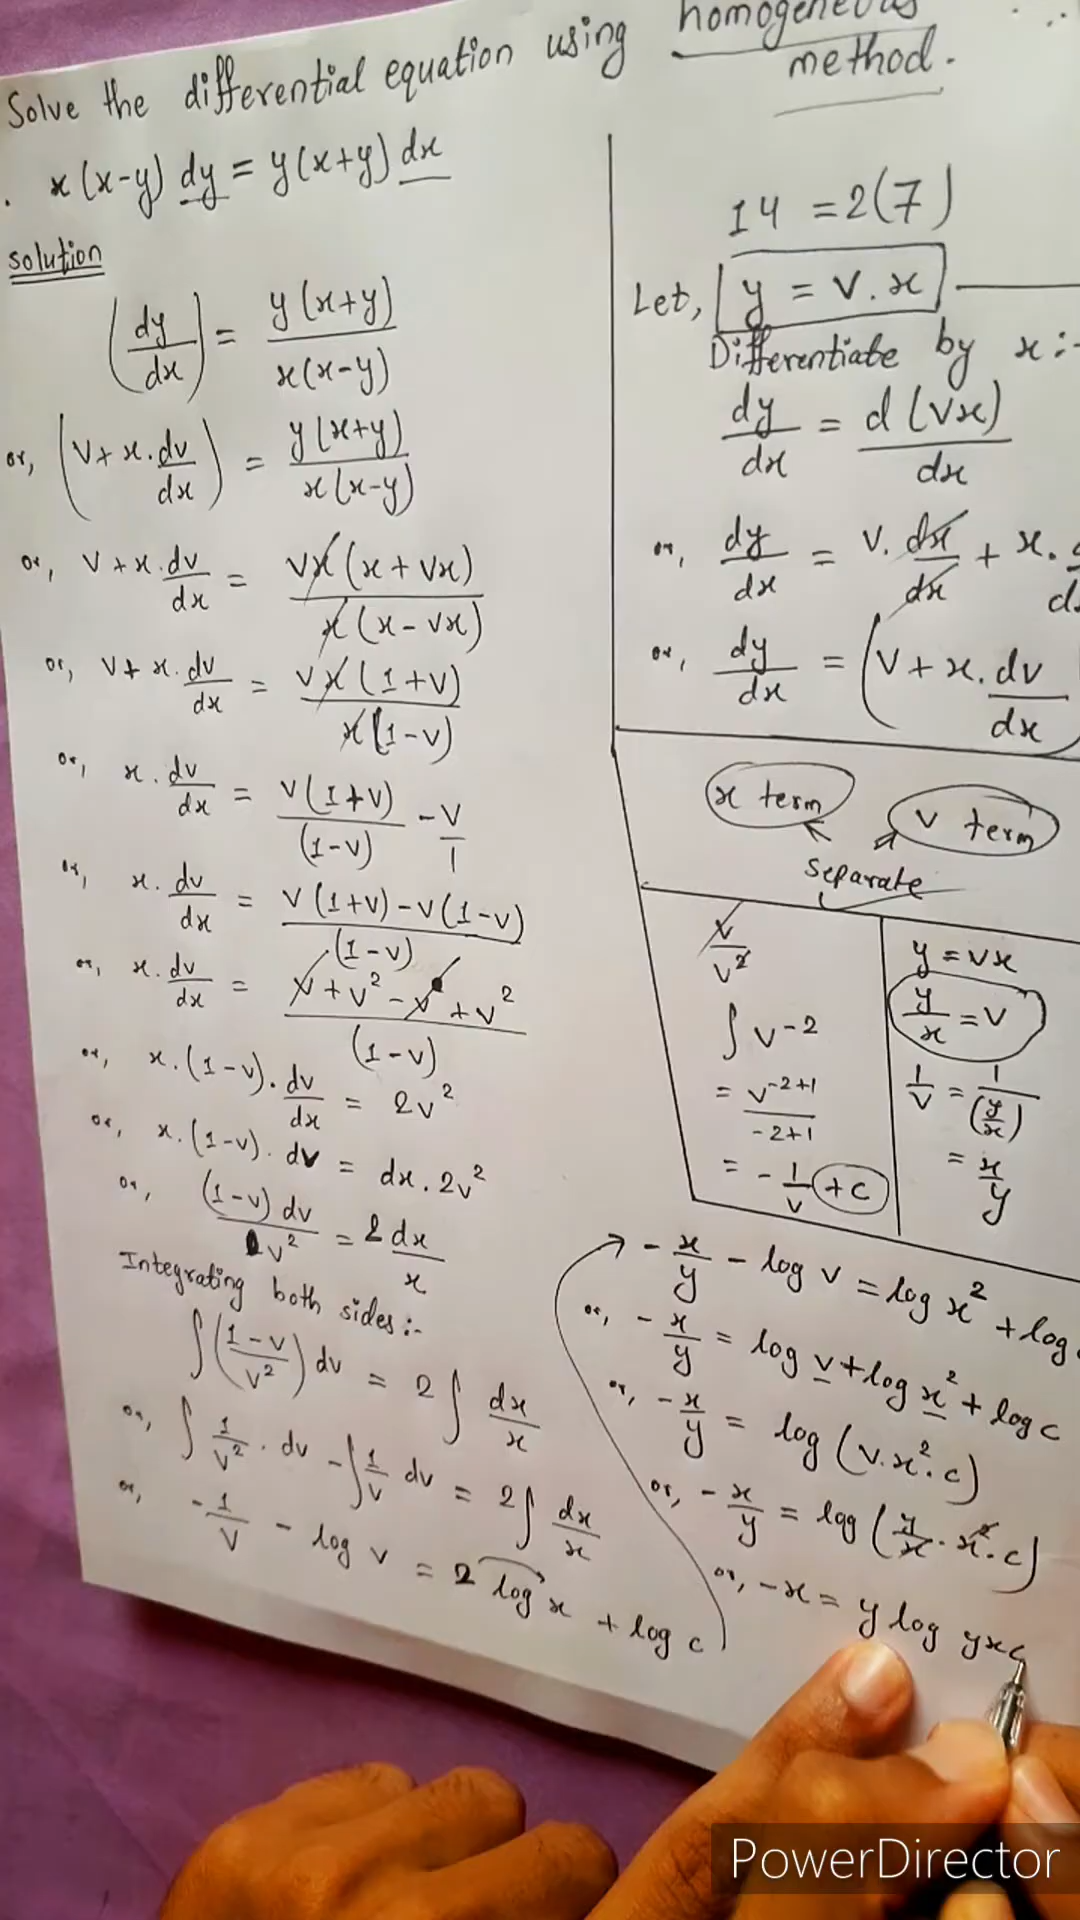 Solve the differential equation using homogeneous method.
x(x-y) dy = y(x+y) dx
solution
(dy/dx) = y(x+y)/x(x-y)
or, (v+x.dv/dx) = y(x+y)/x(x-y)
or, v+x.dv/dx = vx(x+vx)/x(x-vx)
or, v+x.dv/dx = vx(1+v)/x(1-v)
or, x.dv/dx = v(1+v)/(1-v) - v/1
or, x.dv/dx = v(1+v)-v(1-v)/(1-v)
or, x.dv/dx = v+v²-v+v²/(1-v)
or, x.(1-v).dv/dx = 2v²
or, x.(1-v).dv = dx.2v²
or, (1-v)dv/v² = 2dx/x
Integrating both sides:-
∫(1-v/v²)dv = 2∫dx/x
or, ∫1/v².dv - ∫1/v dv = 2∫dx/x
or, -1/v - log v = 2 log x + log c
14 = 2(7)
Let, y = v.x
Differentiate by x:-
dy/dx = d(vx)/dx
or, dy/dx = v.dx/dx + x.
or, dy/dx = (v+x.dv/dx)
x term
v term
separate
v/v²
∫v-2
= v-2+1/-2+1
= -1/v +c
y = vx
y/x = v
1/v = 1/(y/x)
= x/y
-x/y - log v = log x² + log
or, -x/y = log v + log x² + log c
or, -x/y = log (v.x².c)
or, -x/y = log (y/x.x².c)
or, -x = y log yxc
PowerDirector